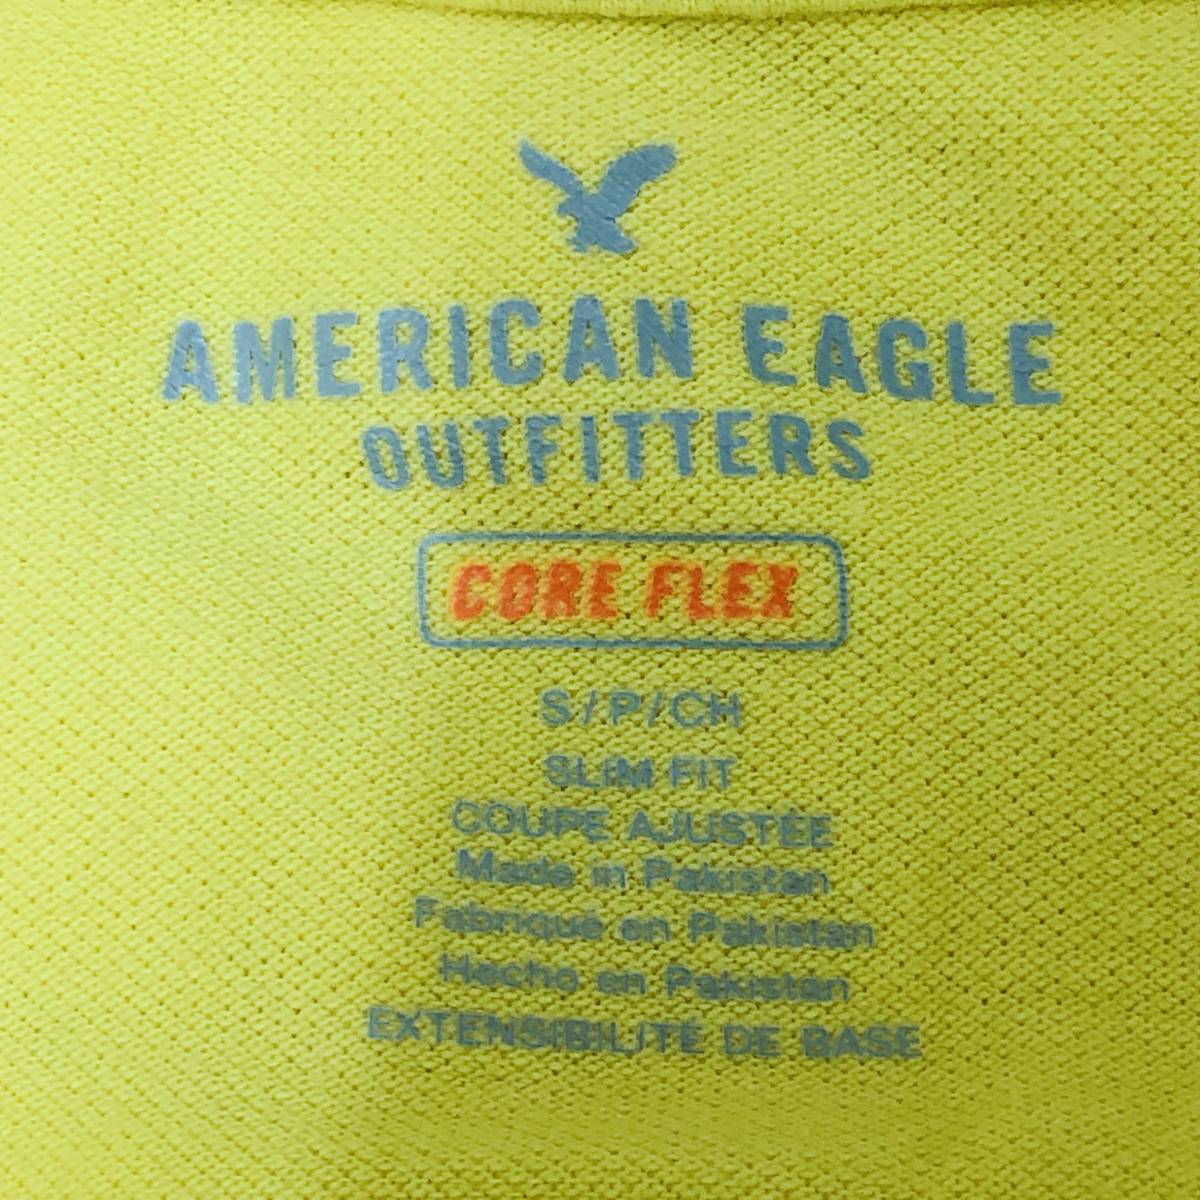 AMERICAN EAGLE
OUTFITTERS
CORE FLEX
S/P/CH
SLIM FIT
COUPE AJUSTÉE
Made in Pakistan
Fabriqué en Pakistan
Hecho en Pakistan
EXTENSIBILITÉ DE BASE